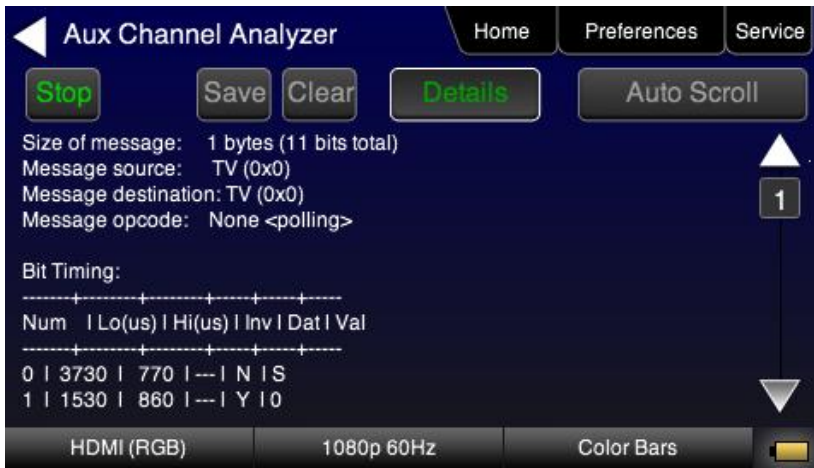 Aux Channel Analyzer Home Preferences Service
Stop Save Clear Details Auto Scroll
Size of message: 1 bytes (11 bits total)
Message source: TV (0x0)
Message destination: TV (0x0)
Message opcode: None <polling>
1
Bit Timing:
-------+--------+--------+-----+-----+-----
Num | Lo(us) | Hi(us) | Inv | Dat | Val
-------+--------+--------+-----+-----+-----
0 | 3730 | 770 |---| N |S
1 | 1530 | 860 |---| Y |0
HDMI (RGB) 1080p 60Hz Color Bars